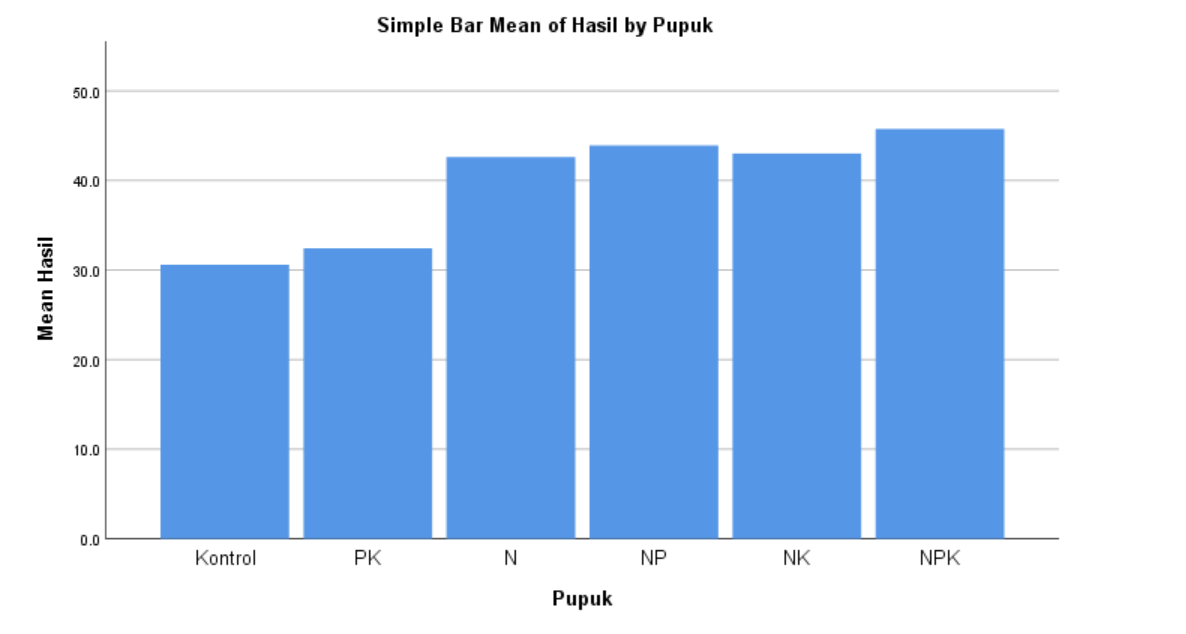 Simple Bar Mean of Hasil by Pupuk
50.0
40.0
30.0
20.0
10.0
0.0
Mean Hasil
Kontrol PK N NP NK NPK
Pupuk